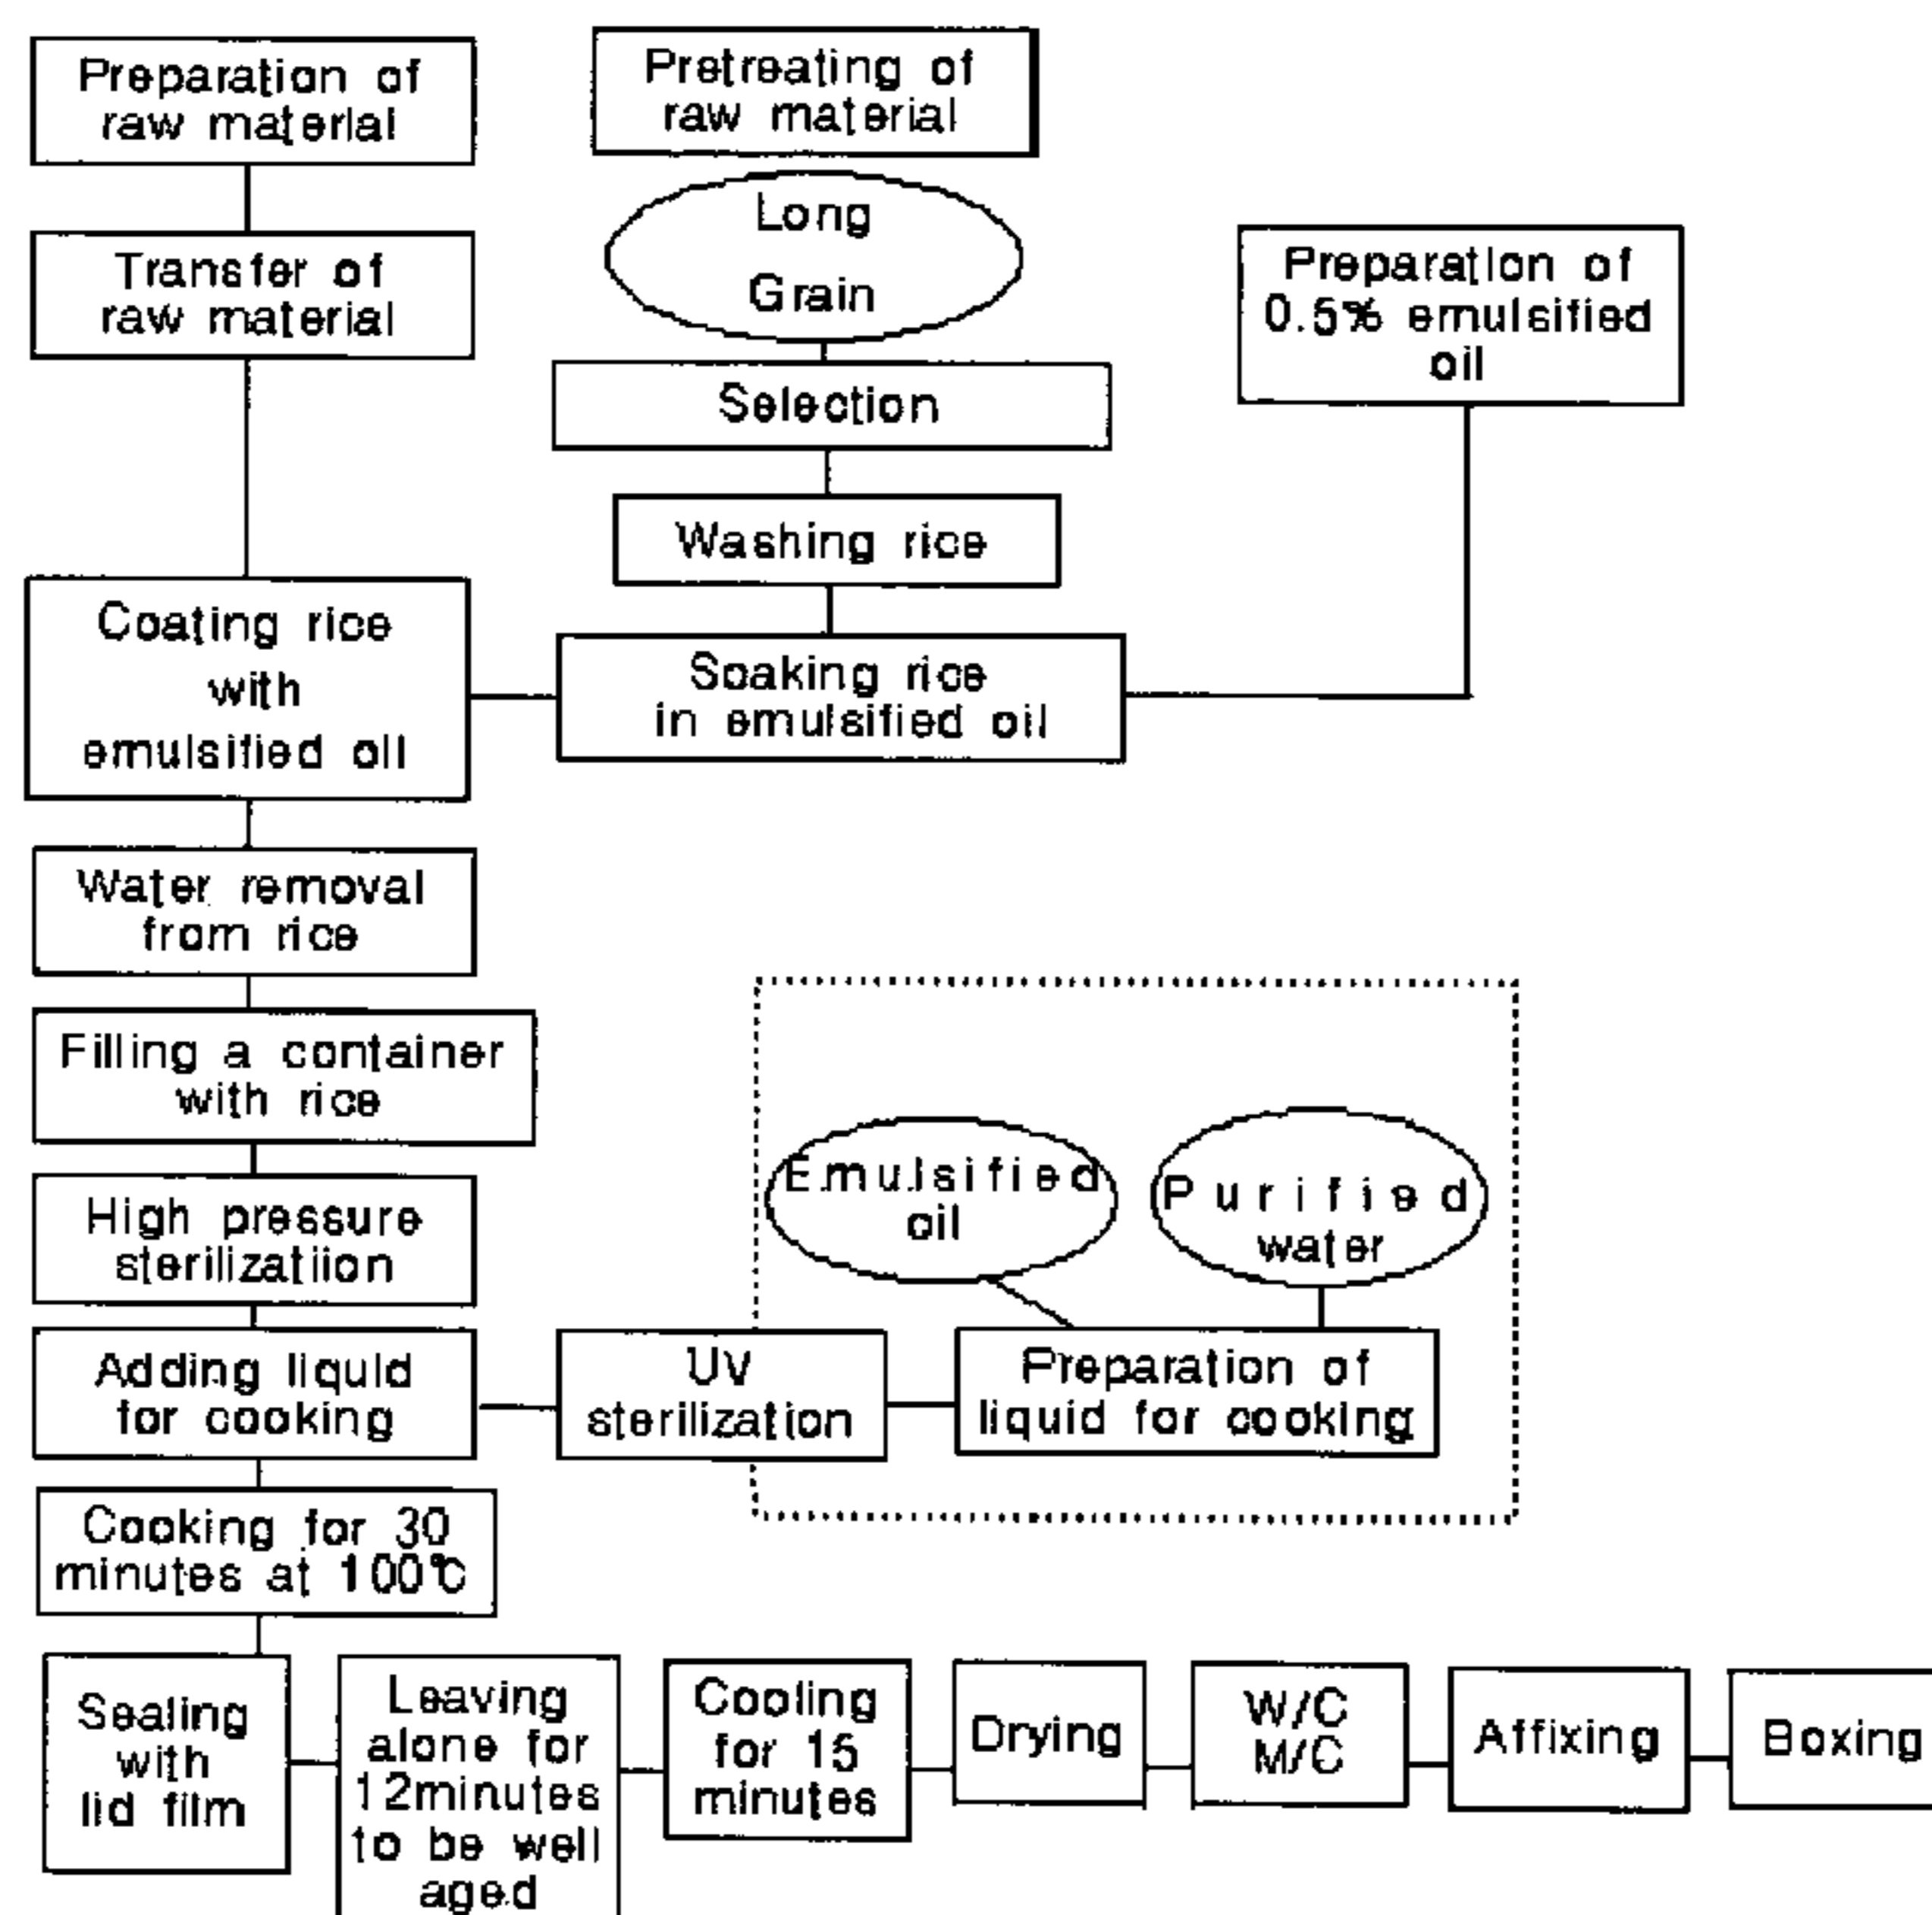 Preparation of
raw material
Pretreating of
raw material
Long
Grain
Transfer of
raw material
Preparation of
0.5% emulsified
oil
Selection
Washing rice
Coating rice
with
emulsified oil
Soaking rice
in emulsified oil
Water removal
from rice
Filling a container
with rice
High pressure
sterilizatiion
Emulsified
oil
Purified
water
Adding liquid
for cooking
UV
sterilization
Preparation of
liquid for cooking
Cooking for 30
minutes at 100℃
Sealing
with
lid film
Leaving
alone for
12minutes
to be well
aged
Cooling
for 15
minutes
Drying
W/C
M/C
Affixing
Boxing